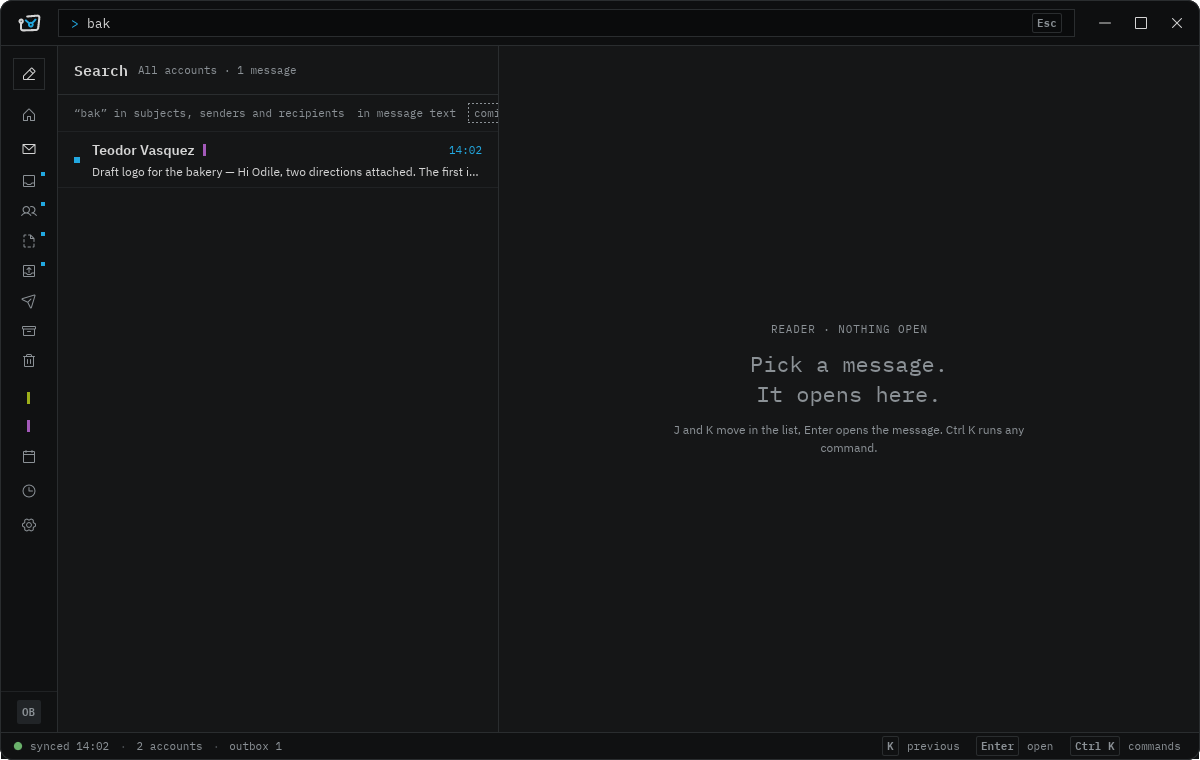 > bak
Esc
Search All accounts · 1 message
“bak” in subjects, senders and recipients in message text
Teodor Vasquez 14:02
Draft logo for the bakery — Hi Odile, two directions attached. The first i...
READER · NOTHING OPEN
Pick a message.
It opens here.
J and K move in the list, Enter opens the message. Ctrl K runs any
command.
OB
synced 14:02 · 2 accounts · outbox 1
K previous Enter open Ctrl K commands